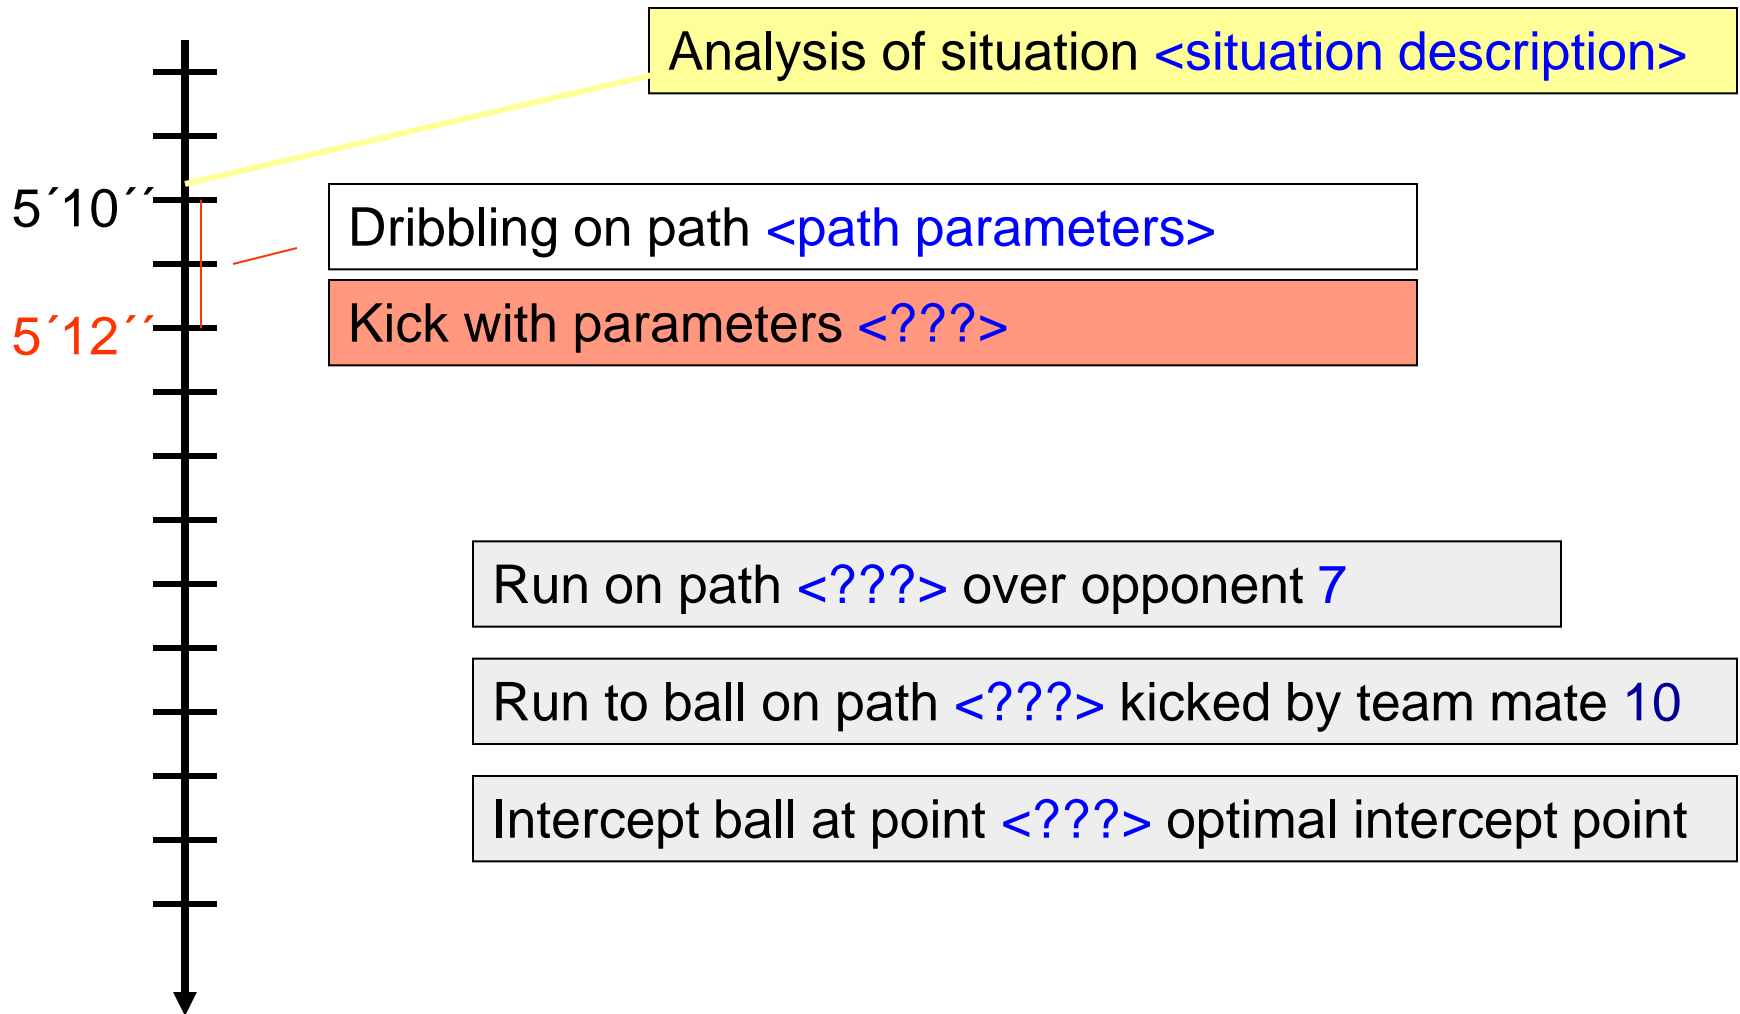 Analysis of situation <situation description>
5´10´´
Dribbling on path <path parameters>
5´12´´
Kick with parameters <???>
Run on path <???> over opponent 7
Run to ball on path <???> kicked by team mate 10
Intercept ball at point <???> optimal intercept point